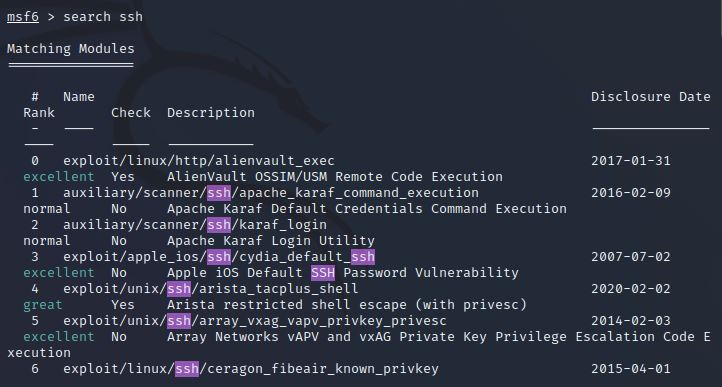 msf6 > search ssh
Matching Modules
================
# Name Disclosure Date
Rank Check Description
- ---- ---------------
---- ----- -----------
0 exploit/linux/http/alienvault_exec 2017-01-31
excellent Yes AlienVault OSSIM/USM Remote Code Execution
1 auxiliary/scanner/ssh/apache_karaf_command_execution 2016-02-09
normal No Apache Karaf Default Credentials Command Execution
2 auxiliary/scanner/ssh/karaf_login
normal No Apache Karaf Login Utility
3 exploit/apple_ios/ssh/cydia_default_ssh 2007-07-02
excellent No Apple iOS Default SSH Password Vulnerability
4 exploit/unix/ssh/arista_tacplus_shell 2020-02-02
great Yes Arista restricted shell escape (with privesc)
5 exploit/unix/ssh/array_vxag_vapv_privkey_privesc 2014-02-03
excellent No Array Networks vAPV and vxAG Private Key Privilege Escalation Code E
xecution
6 exploit/linux/ssh/ceragon_fibeair_known_privkey 2015-04-01